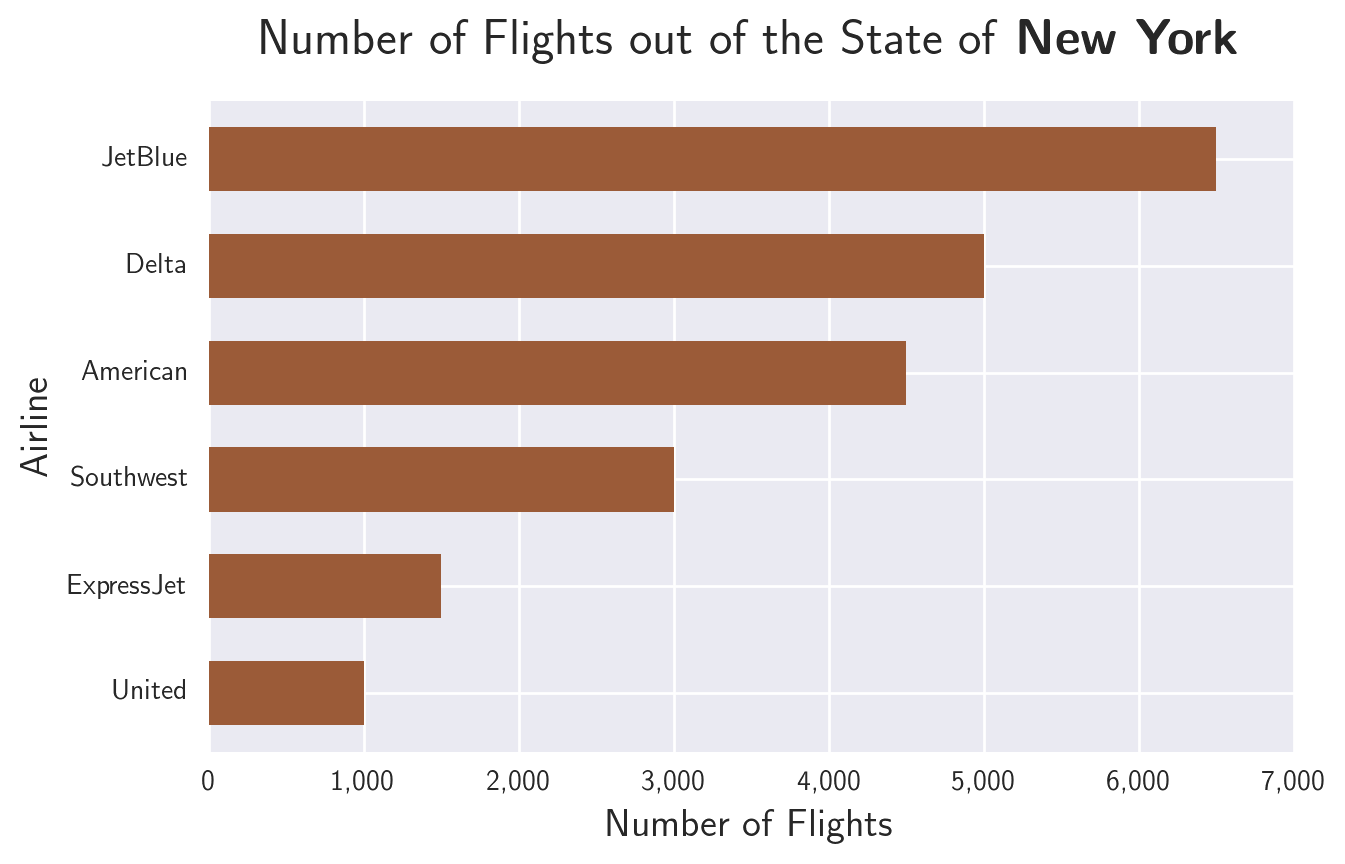 Number of Flights out of the State of New York
JetBlue
Delta
American
Southwest
ExpressJet
United
Airline
0 1,000 2,000 3,000 4,000 5,000 6,000 7,000
Number of Flights